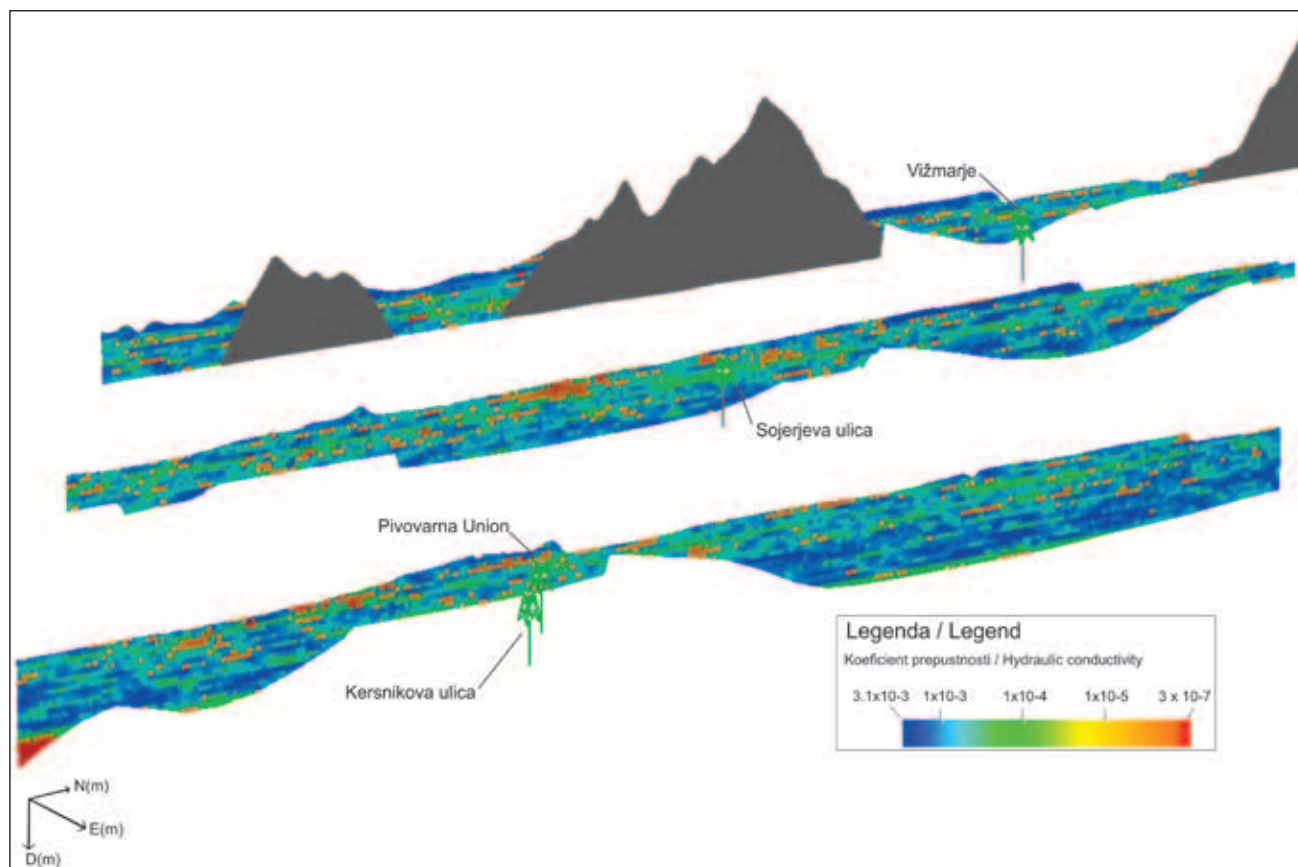 Vižmarje
Sojerjeva ulica
Pivovarna Union
Kersnikova ulica
Legenda / Legend
Koeficient prepustnosti / Hydraulic conductivity
3.1x10-3 1x10-3 1x10-4 1x10-5 3 x 10-7
N(m)
E(m)
D(m)